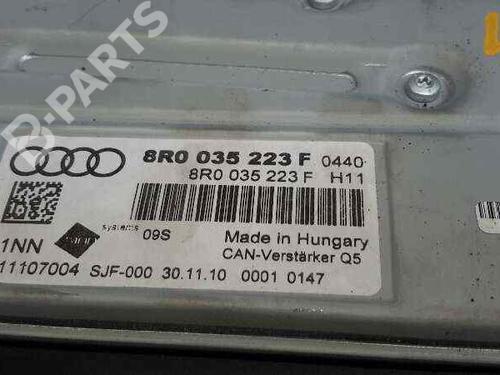 B-PARTS
8R0 035 223 F 0440
8R0 035 223 F H11
systems 09S
1NN
Made in Hungary
CAN-Verstärker Q5
11107004 SJF-000 30.11.10 0001 0147